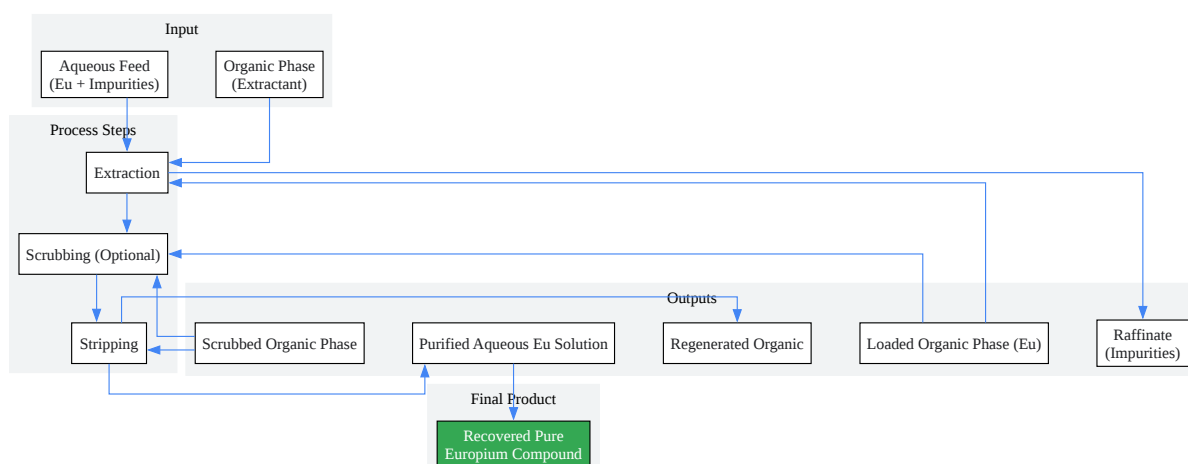 Input
Aqueous Feed
(Eu + Impurities)
Organic Phase
(Extractant)
Process Steps
Extraction
Scrubbing (Optional)
Outputs
Stripping
Scrubbed Organic Phase
Purified Aqueous Eu Solution
Regenerated Organic
Loaded Organic Phase (Eu)
Raffinate
(Impurities)
Final Product
Recovered Pure
Europium Compound